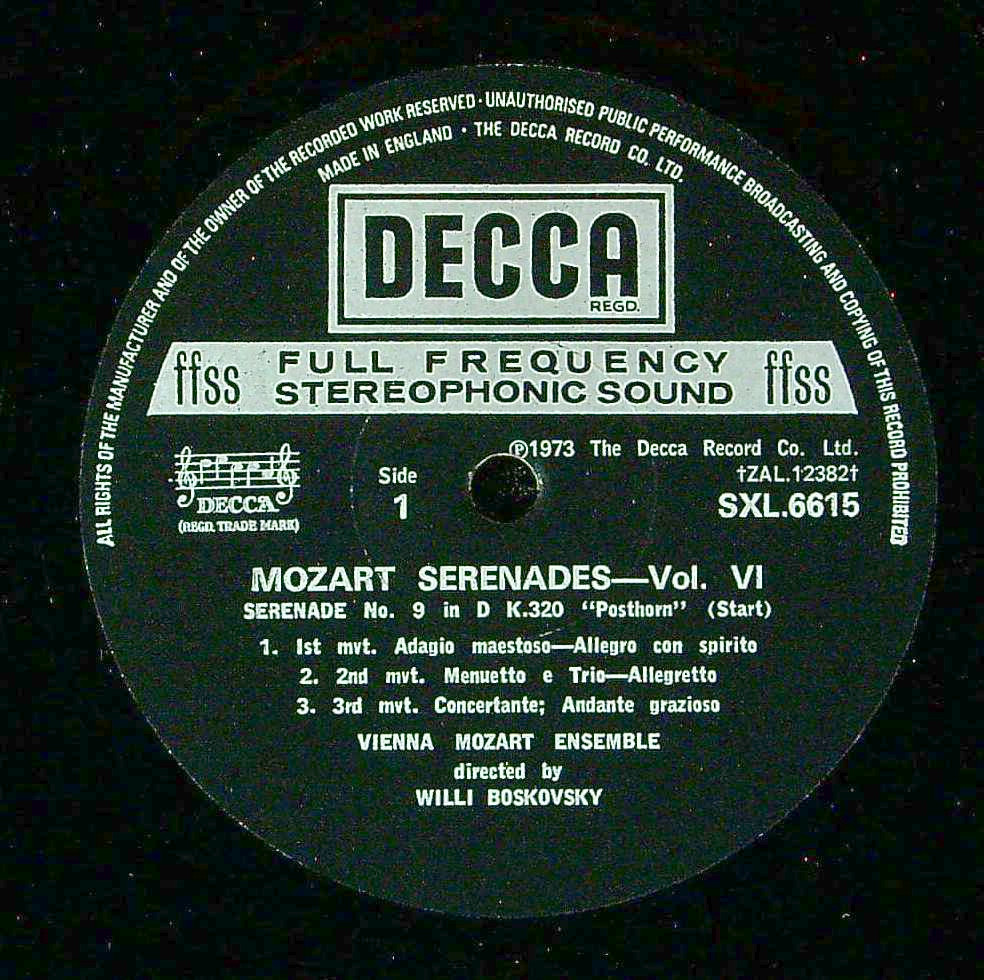 ALL RIGHTS OF THE MANUFACTURER AND OF THE OWNER OF THE RECORDED WORK RESERVED · UNAUTHORISED PUBLIC PERFORMANCE BROADCASTING AND COPYING OF THIS RECORD PROHIBITED
MADE IN ENGLAND · THE DECCA RECORD CO. LTD.
DECCA
REGD.
ffss FULL FREQUENCY ffss
STEREOPHONIC SOUND
℗1973 The Decca Record Co. Ltd.
†ZAL.12382†
SXL.6615
DECCA
(REGD. TRADE MARK)
Side
1
MOZART SERENADES—Vol. VI
SERENADE No. 9 in D K.320 “Posthorn” (Start)
1. Ist mvt. Adagio maestoso—Allegro con spirito
2. 2nd mvt. Menuetto e Trio—Allegretto
3. 3rd mvt. Concertante; Andante grazioso
VIENNA MOZART ENSEMBLE
directed by
WILLI BOSKOVSKY